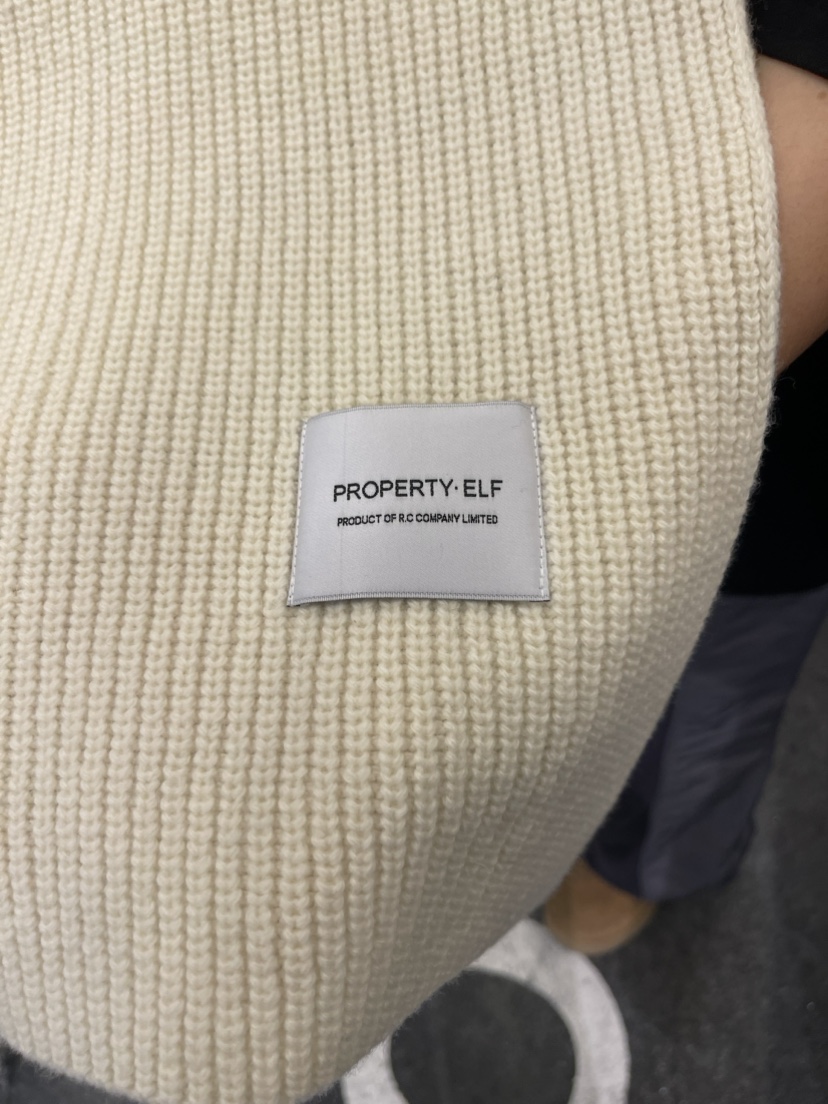 PROPERTY·ELF
PRODUCT OF R.C COMPANY LIMITED